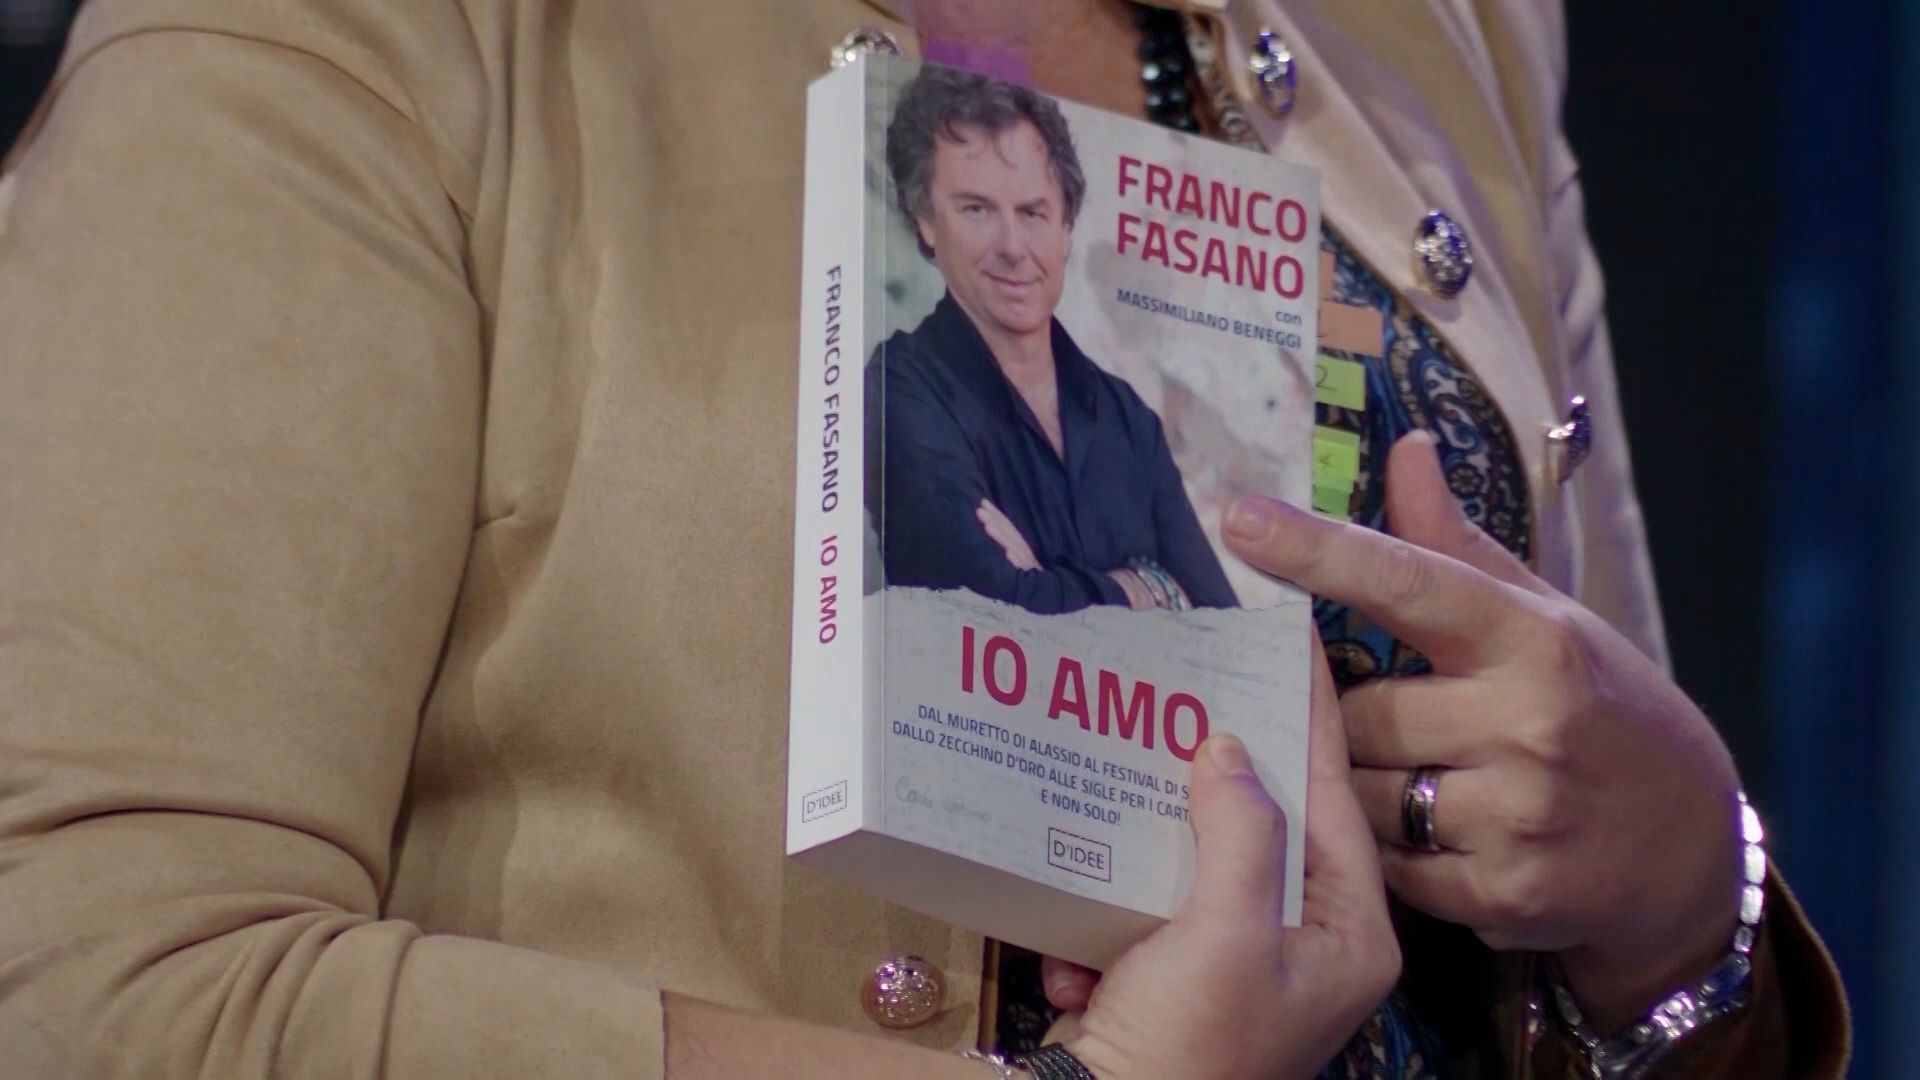 FRANCO FASANO IO AMO
D'IDEE
FRANCO
FASANO
con
MASSIMILIANO BENEGGI
2
IO AMO
DAL MURETTO DI ALASSIO AL FESTIVAL DI
DALLO ZECCHINO D'ORO ALLE SIGLE PER I
E NON SOLO!
D'IDEE